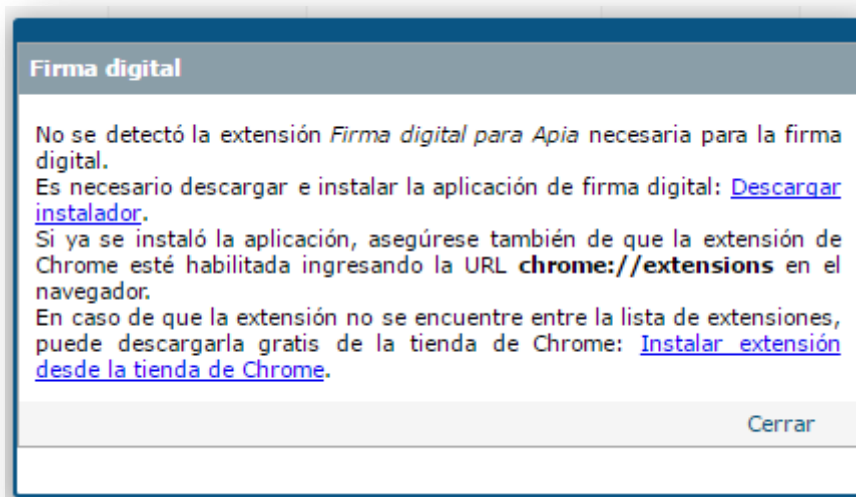 Firma digital
No se detectó la extensión Firma digital para Apia necesaria para la firma
digital.
Es necesario descargar e instalar la aplicación de firma digital: Descargar
instalador.
Si ya se instaló la aplicación, asegúrese también de que la extensión de
Chrome esté habilitada ingresando la URL chrome://extensions en el
navegador.
En caso de que la extensión no se encuentre entre la lista de extensiones,
puede descargarla gratis de la tienda de Chrome: Instalar extensión
desde la tienda de Chrome.
Cerrar